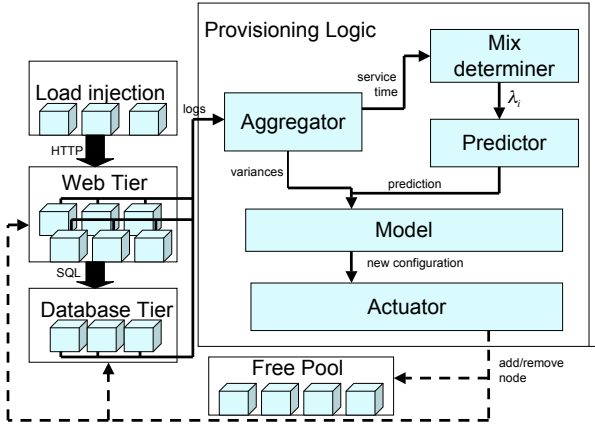 Provisioning Logic
Mix
determiner
service
time
Load injection
logs
λi
Aggregator
Predictor
HTTP
Web Tier
variances
prediction
Model
SQL
new configuration
Database Tier
Actuator
Free Pool
add/remove
node